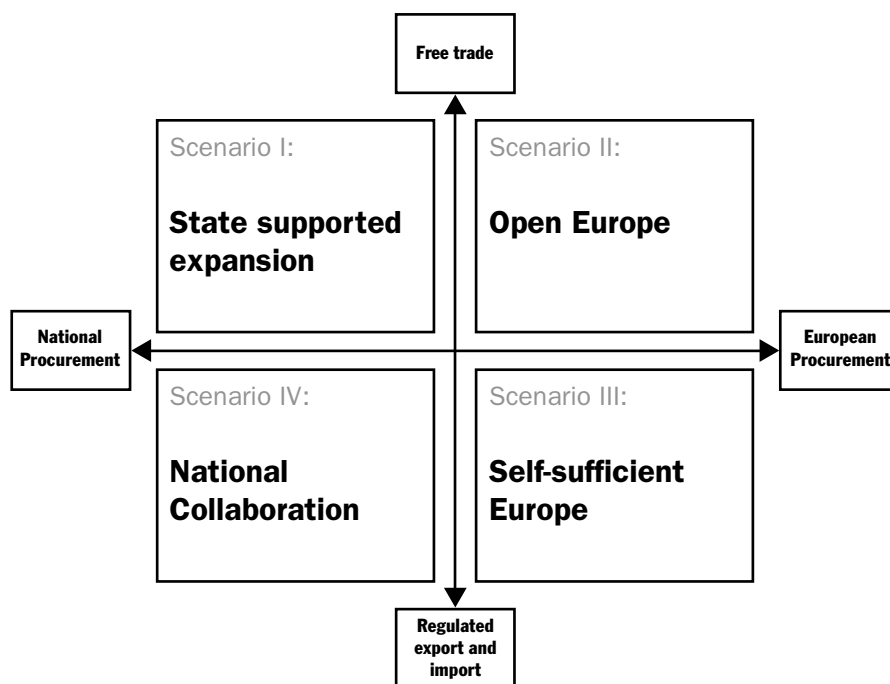 Free trade
Scenario I:
State supported
expansion
Scenario II:
Open Europe
National
Procurement
European
Procurement
Scenario IV:
National
Collaboration
Scenario III:
Self-sufficient
Europe
Regulated
export and
import